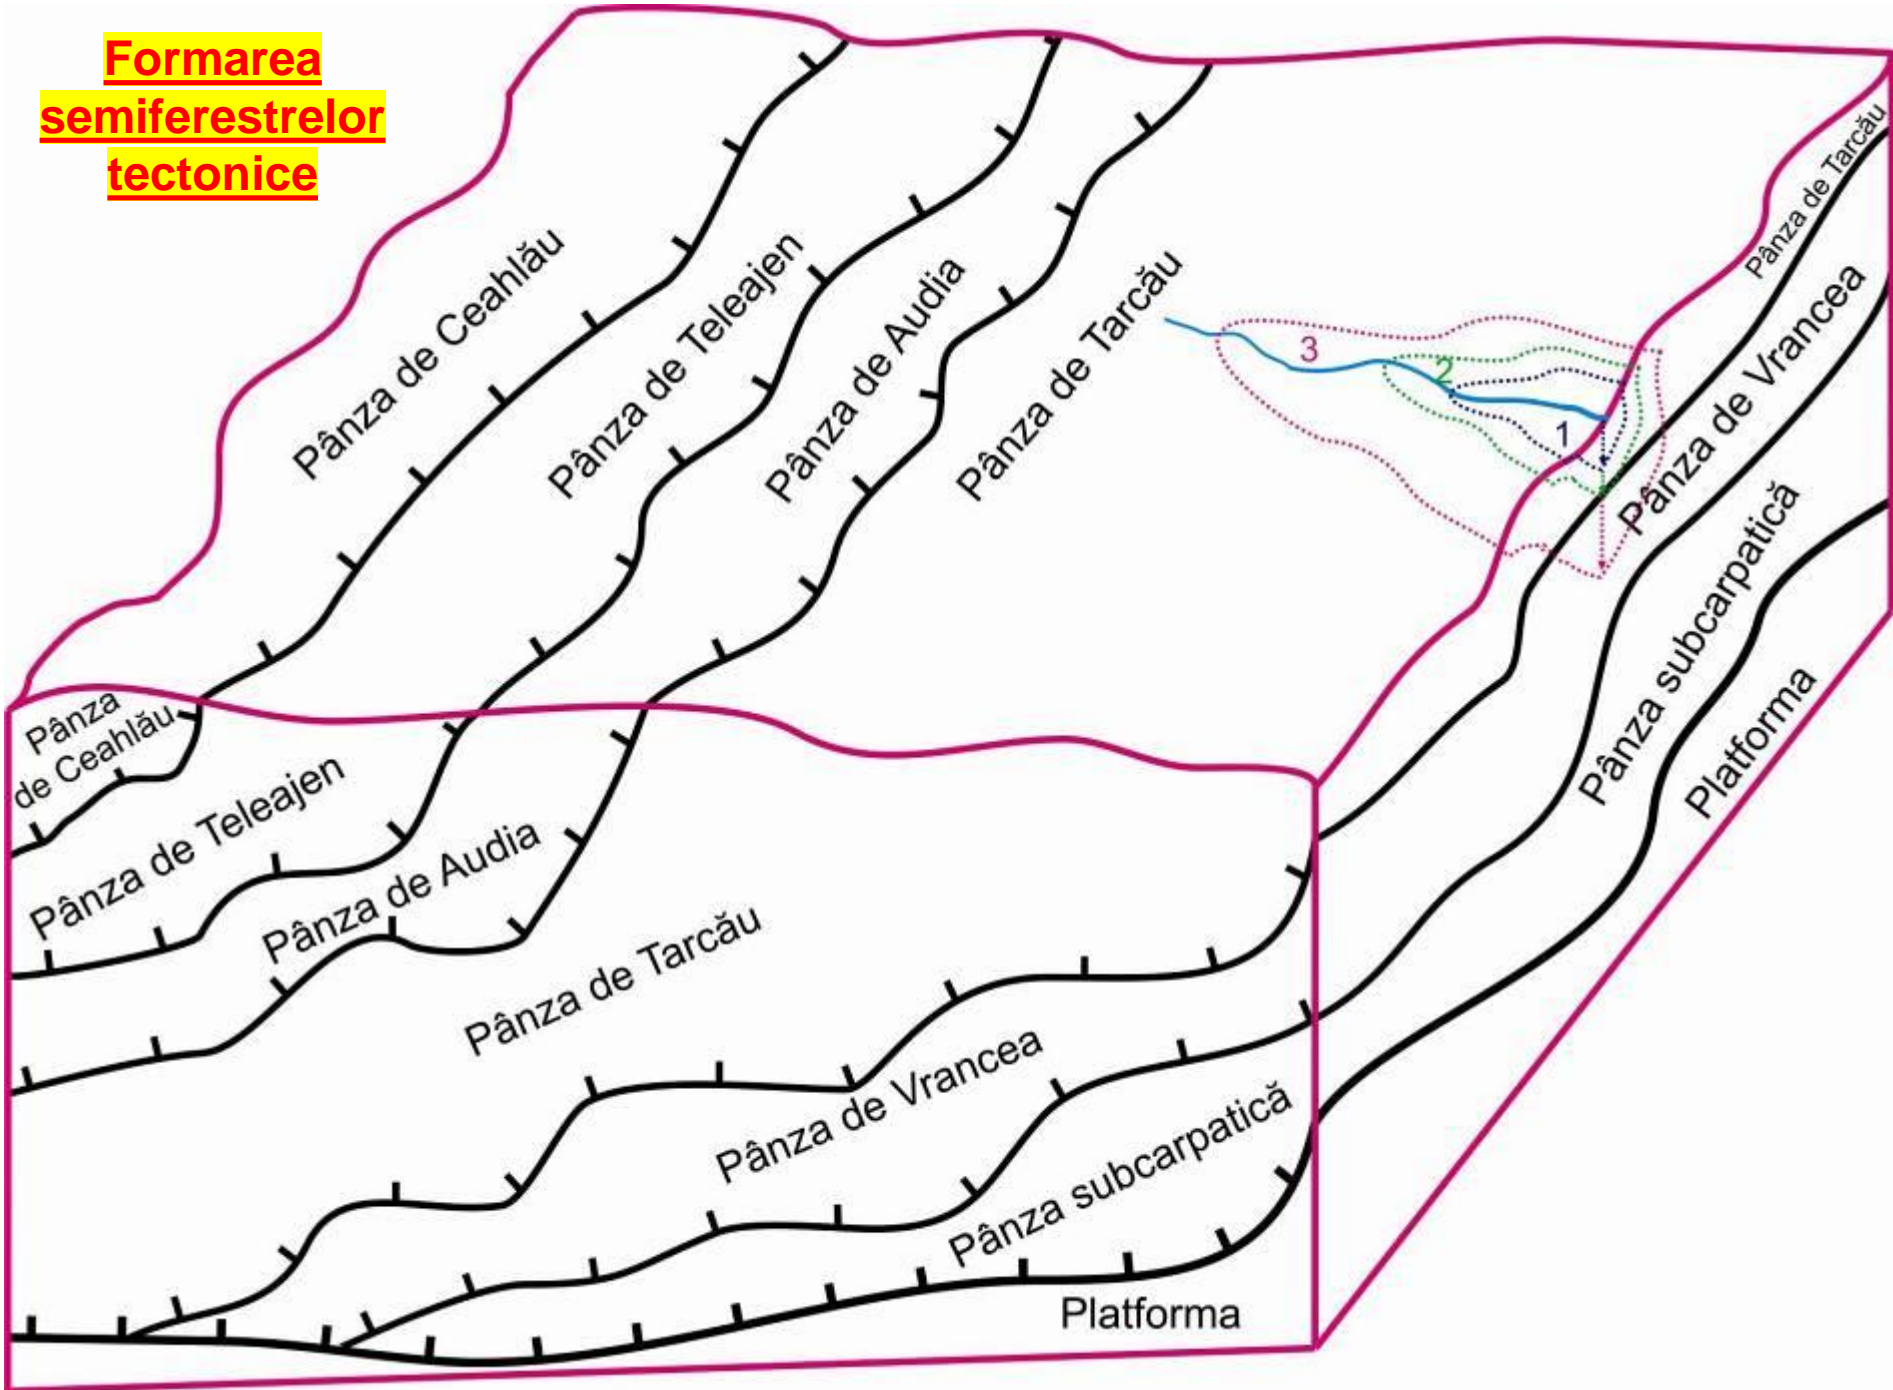 Formarea
semiferestrelor
tectonice
Pânza de Ceahlău
Pânza de Teleajen
Pânza de Audia
Pânza de Tarcău
3
2
1
Pânza de Tarcău
Pânza de Vrancea
Pânza subcarpatică
Platforma
Pânza
de Ceahlău
Pânza de Teleajen
Pânza de Audia
Pânza de Tarcău
Pânza de Vrancea
Pânza subcarpatică
Platforma